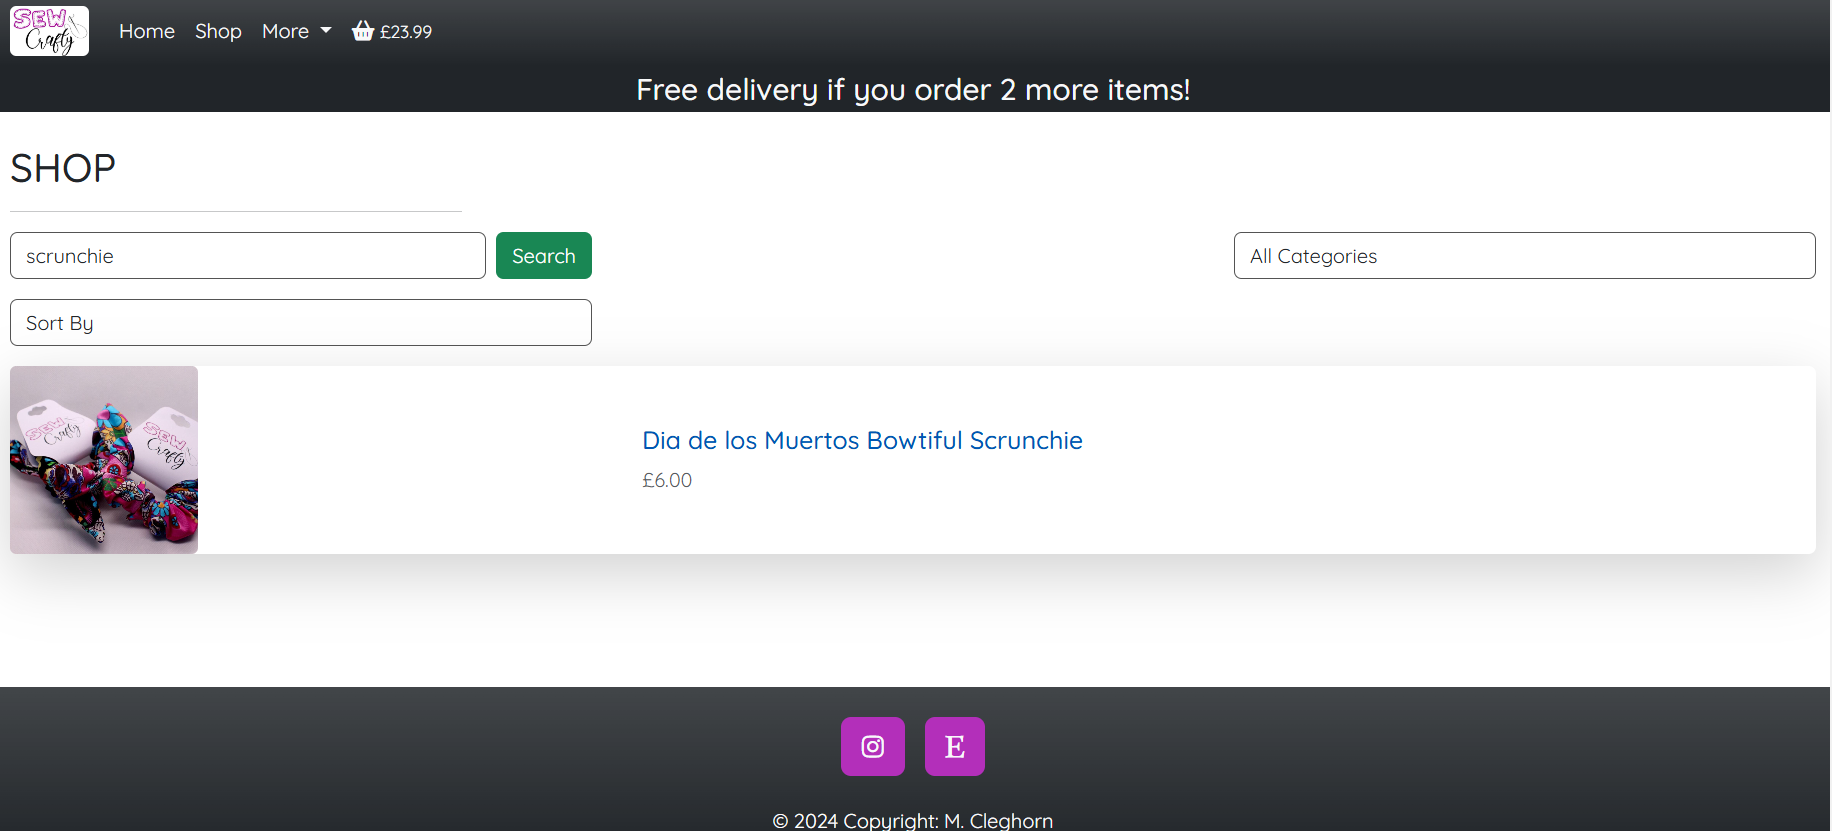 SEW
Crafty
Home
Shop
More
£23.99
Free delivery if you order 2 more items!
SHOP
scrunchie
Search
All Categories
Sort By
SEW
Crafty
SEW
Crafty
Dia de los Muertos Bowtiful Scrunchie
£6.00
E
© 2024 Copyright: M. Cleghorn